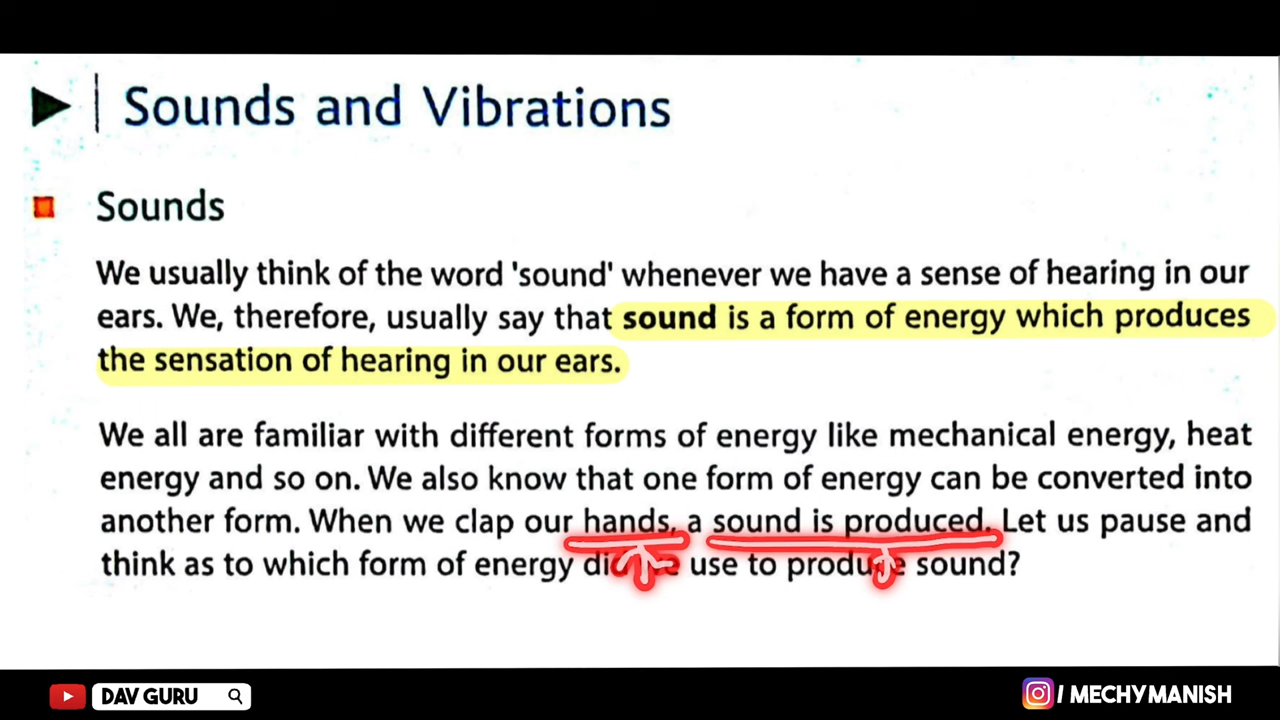 Sounds and Vibrations
Sounds
We usually think of the word 'sound' whenever we have a sense of hearing in our
ears. We, therefore, usually say that sound is a form of energy which produces
the sensation of hearing in our ears.
We all are familiar with different forms of energy like mechanical energy, heat
energy and so on. We also know that one form of energy can be converted into
another form. When we clap our hands, a sound is produced. Let us pause and
think as to which form of energy use to produce sound?
DAV GURU
/ MECHYMANISH